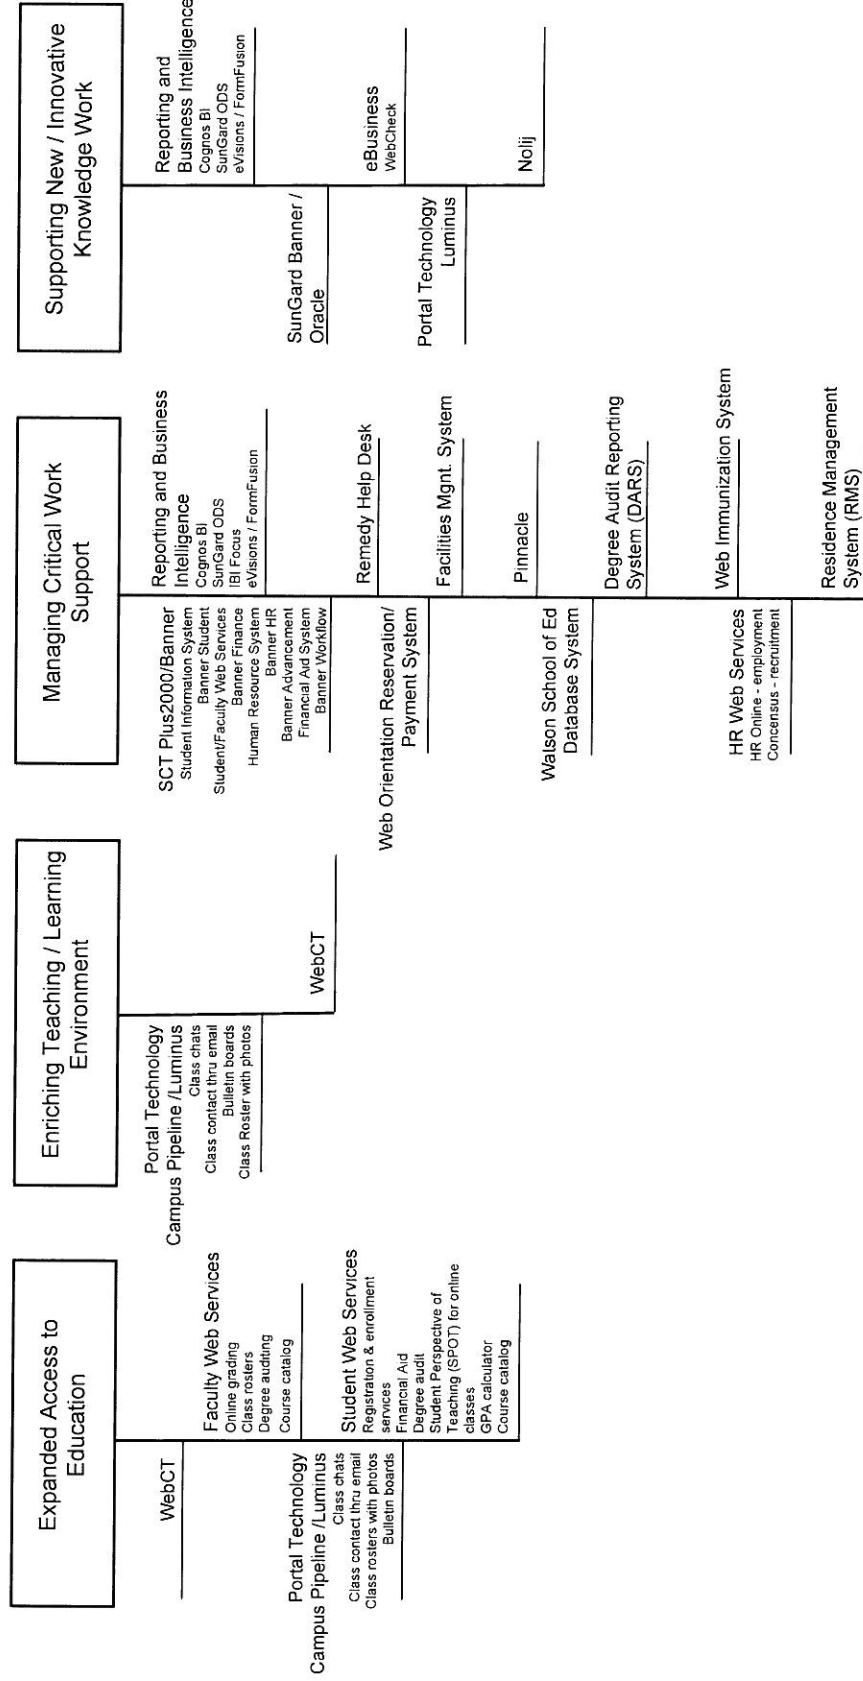 Expanded Access to
Education
WebCT
Faculty Web Services
Online grading
Class rosters
Degree auditing
Course catalog
Portal Technology
Campus Pipeline /Luminus
Class chats
Class contact thru email
Class rosters with photos
Bulletin boards
Student Web Services
Registration & enrollment
services
Financial Aid
Degree audit
Student Perspective of
Teaching (SPOT) for online
classes
GPA calculator
Course catalog
Enriching Teaching / Learning
Environment
Portal Technology
Campus Pipeline /Luminus
Class chats
Class contact thru email
Bulletin boards
Class Roster with photos
WebCT
Managing Critical Work
Support
SCT Plus2000/Banner
Student Information System
Banner Student
Student/Faculty Web Services
Banner Finance
Human Resource System
Banner HR
Banner Advancement
Financial Aid System
Banner Workflow
Reporting and Business
Intelligence
Cognos BI
SunGard ODS
IBI Focus
eVisions / FormFusion
Remedy Help Desk
Web Orientation Reservation/
Payment System
Facilities Mgnt. System
Pinnacle
Watson School of Ed
Database System
Degree Audit Reporting
System (DARS)
Web Immunization System
HR Web Services
HR Online - employment
Concensus - recruitment
Residence Management
System (RMS)
Supporting New / Innovative
Knowledge Work
Reporting and
Business Intelligence
Cognos BI
SunGard ODS
eVisions / FormFusion
SunGard Banner /
Oracle
eBusiness
WebCheck
Portal Technology
Luminus
Nolij